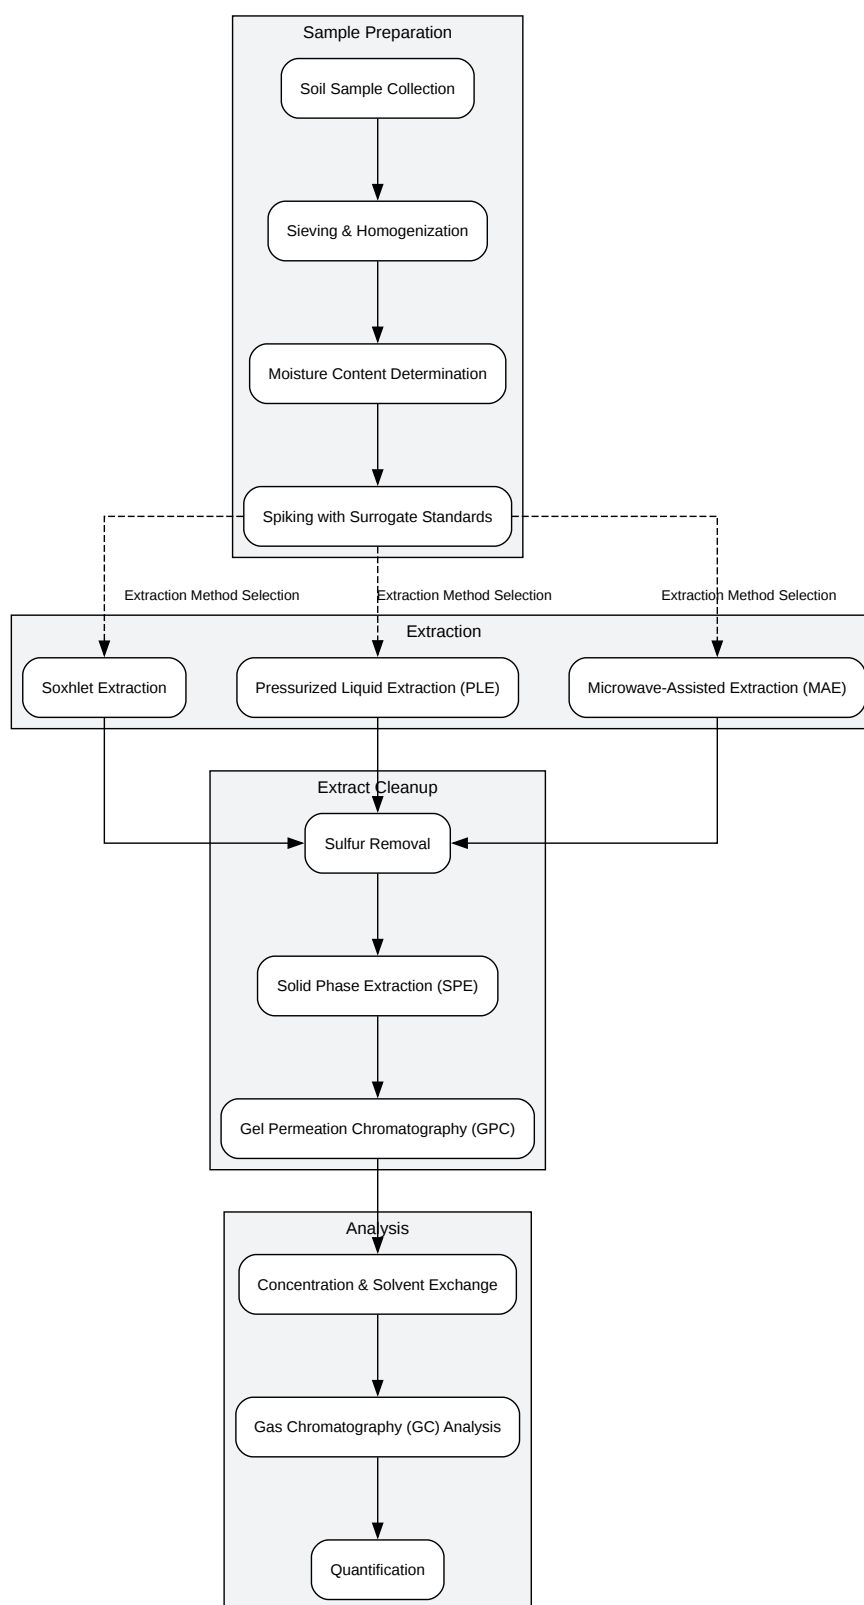 Sample Preparation
Soil Sample Collection
Sieving & Homogenization
Moisture Content Determination
Spiking with Surrogate Standards
Extraction Method Selection
Extraction Method Selection
Extraction Method Selection
Extraction
Soxhlet Extraction
Pressurized Liquid Extraction (PLE)
Microwave-Assisted Extraction (MAE)
Extract Cleanup
Sulfur Removal
Solid Phase Extraction (SPE)
Gel Permeation Chromatography (GPC)
Analysis
Concentration & Solvent Exchange
Gas Chromatography (GC) Analysis
Quantification